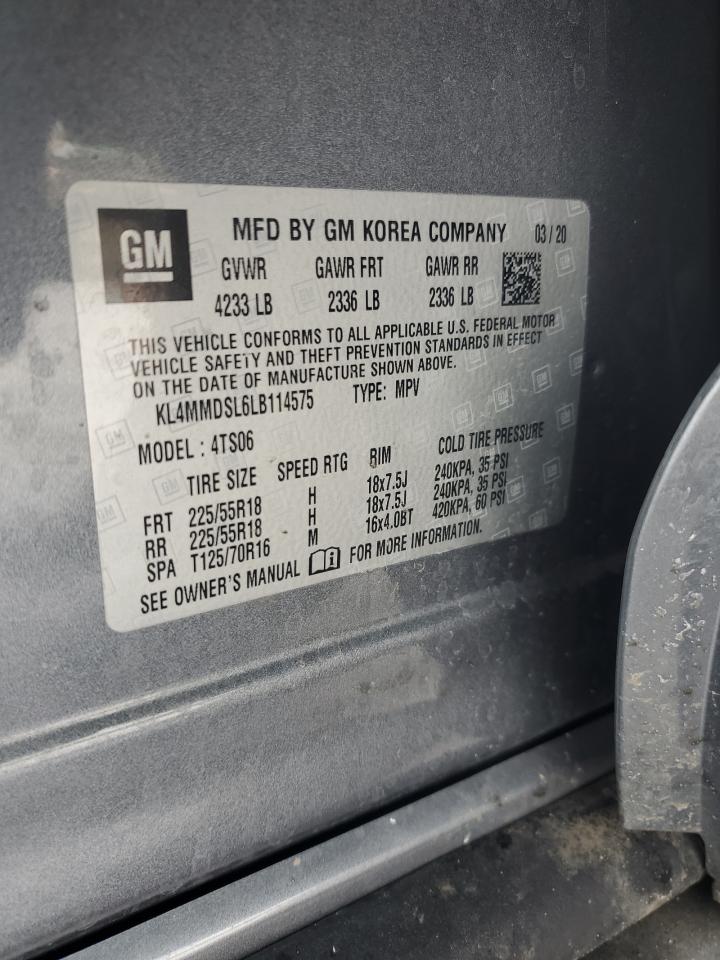 GM
MFD BY GM KOREA COMPANY 03 / 20
GVWR GAWR FRT GAWR RR
4233 LB 2336 LB 2336 LB
THIS VEHICLE CONFORMS TO ALL APPLICABLE U.S. FEDERAL MOTOR
VEHICLE SAFETY AND THEFT PREVENTION STANDARDS IN EFFECT
ON THE DATE OF MANUFACTURE SHOWN ABOVE.
KL4MMDSL6LB114575 TYPE: MPV
MODEL : 4TS06
TIRE SIZE SPEED RTG RIM COLD TIRE PRESSURE
FRT 225/55R18 H 18x7.5J 240KPA, 35 PSI
RR 225/55R18 H 18x7.5J 240KPA, 35 PSI
SPA T125/70R16 M 16x4.0BT 420KPA, 60 PSI
SEE OWNER'S MANUAL FOR MORE INFORMATION.